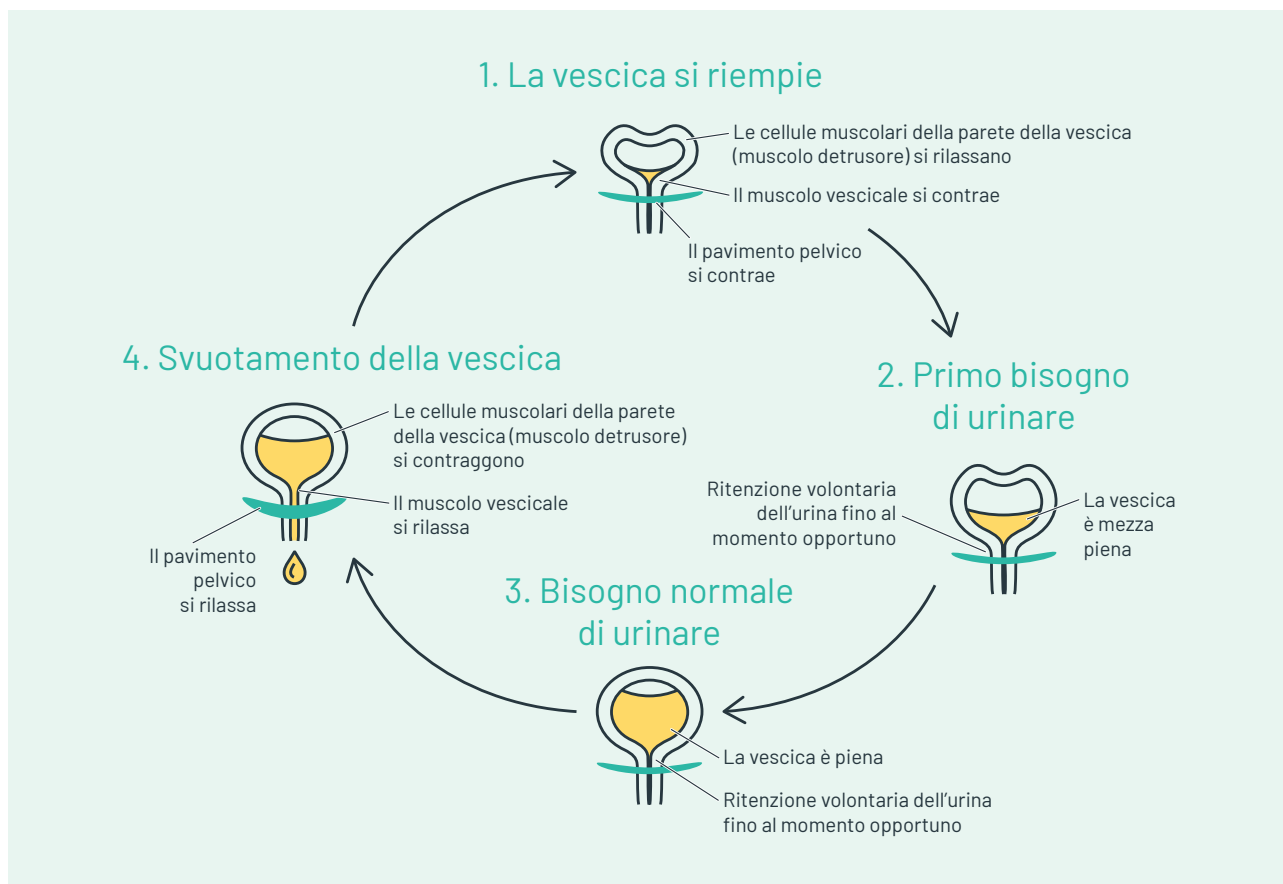 1. La vescica si riempie
Le cellule muscolari della parete della vescica
(muscolo detrusore) si rilassano
Il muscolo vescicale si contrae
Il pavimento pelvico
si contrae
2. Primo bisogno
di urinare
Ritenzione volontaria
dell’urina fino al
momento opportuno
La vescica
è mezza
piena
3. Bisogno normale
di urinare
La vescica è piena
Ritenzione volontaria dell’urina
fino al momento opportuno
4. Svuotamento della vescica
Le cellule muscolari della parete
della vescica (muscolo detrusore)
si contraggono
Il muscolo vescicale
si rilassa
Il pavimento
pelvico
si rilassa